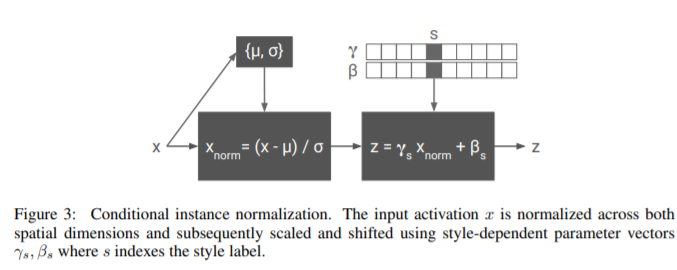 s
{μ, σ}
γ
β
x
x_norm = (x - μ) / σ
z = γ_s x_norm + β_s
z
Figure 3: Conditional instance normalization. The input activation x is normalized across both
spatial dimensions and subsequently scaled and shifted using style-dependent parameter vectors
γ_s, β_s where s indexes the style label.